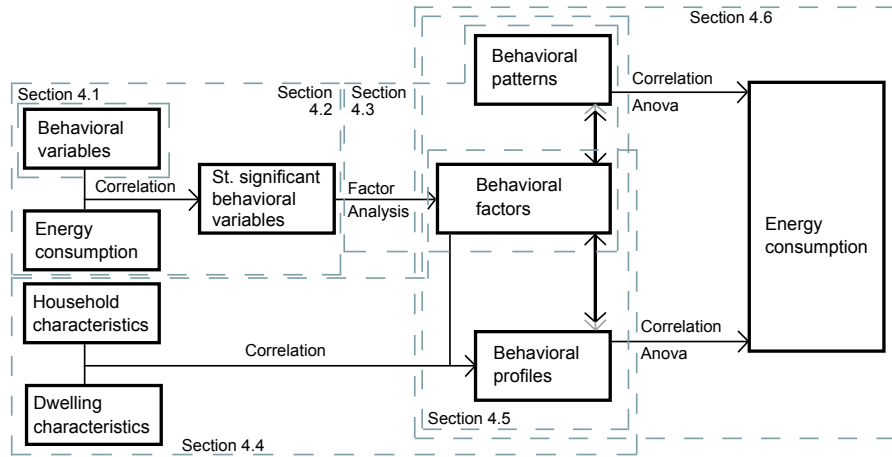 Section 4.6
Behavioral
patterns
Correlation
Anova
Section 4.1
Section
4.2
Section
4.3
Behavioral
variables
Correlation
St. significant
behavioral
variables
Factor
Analysis
Behavioral
factors
Energy
consumption
Energy
consumption
Household
characteristics
Correlation
Behavioral
profiles
Correlation
Anova
Dwelling
characteristics
Section 4.5
Section 4.4